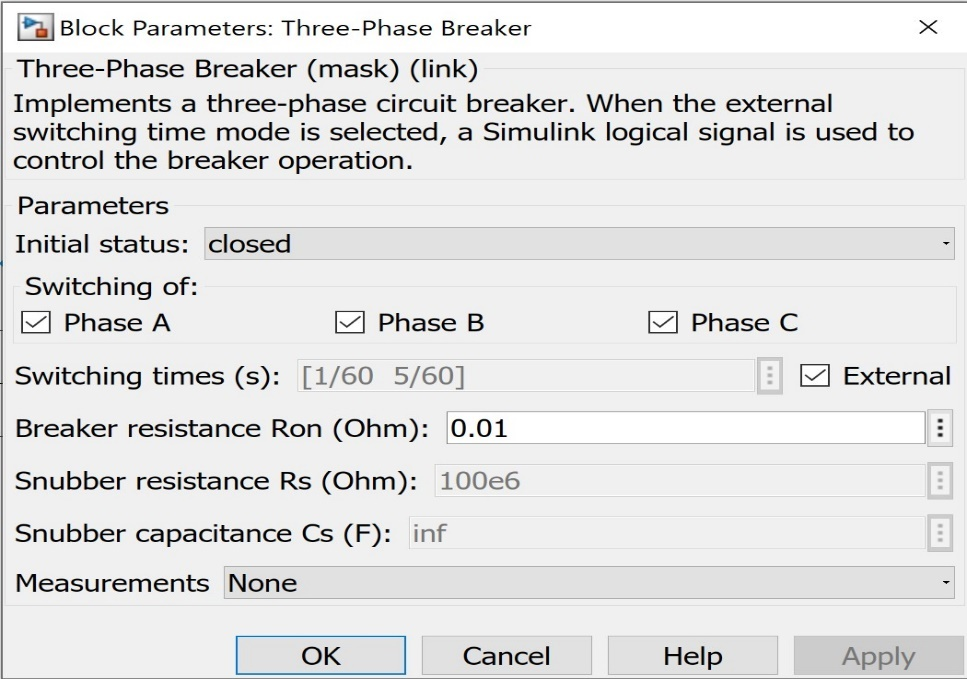 Block Parameters: Three-Phase Breaker
Three-Phase Breaker (mask) (link)
Implements a three-phase circuit breaker. When the external
switching time mode is selected, a Simulink logical signal is used to
control the breaker operation.
Parameters
Initial status: closed
Switching of:
Phase A Phase B Phase C
Switching times (s): [1/60 5/60] External
Breaker resistance Ron (Ohm): 0.01
Snubber resistance Rs (Ohm): 100e6
Snubber capacitance Cs (F): inf
Measurements None
OK Cancel Help Apply